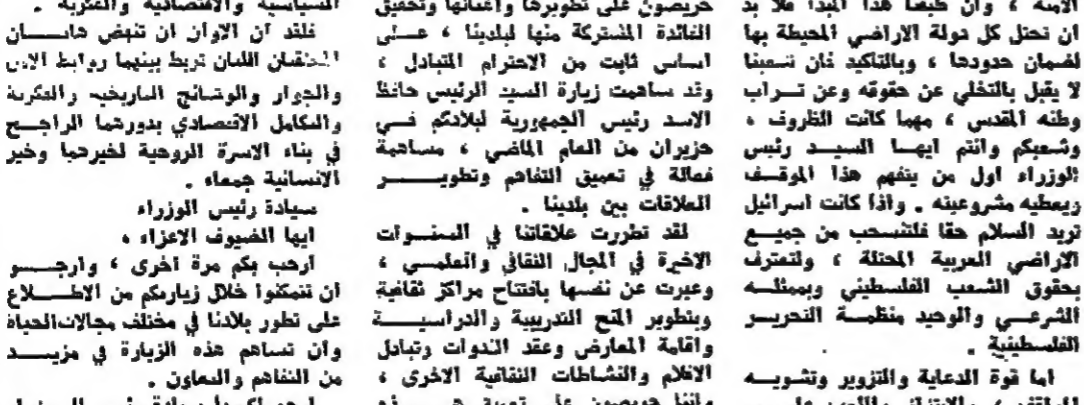 الآمنة ، وان طبقنا هذا المبدأ فلا بد
ان تحتل كل دولة الاراضي المحيطة بها
لضمان حدودها ، وبالتأكيد فان شعبنا
لا يقبل بالتخلي عن حقوقه وعن تراب
وطنه المقدس ، مهما كانت الظروف ،
وشعبكم وانتم ايها السيد رئيس
الوزراء اول من يتفهم هذا الموقف
ويعطيه مشروعيته . واذا كانت اسرائيل
تريد السلام حقا فلتنسحب من جميع
الاراضي العربية المحتلة ، ولتعترف
بحقوق الشعب الفلسطيني وبممثله
الشرعي والوحيد منظمة التحرير
الفلسطينية .
اما قوة الدعاية والتزوير وتشويه
حريصون على تطويرها واغنائها وتحقيق
الفائدة المشتركة منها لبلدينا ، على
اساس ثابت من الاحترام المتبادل ،
وقد ساهمت زيارة السيد الرئيس حافظ
الاسد رئيس الجمهورية لبلادكم في
حزيران من العام الماضي ، مساهمة
فعالة في تعميق التفاهم وتطوير
العلاقات بين بلدينا .
لقد تطورت علاقاتنا في السنوات
الاخيرة في المجال الثقافي والعلمي ،
وعبرت عن نفسها بافتتاح مراكز ثقافية
وبتطوير المنح التدريبية والدراسية
واقامة المعارض وعقد الندوات وتبادل
الافلام والنشاطات الثقافية الاخرى ،
واننا حريصون على
السياسية والاقتصادية والفكرية .
فلقد آن الاوان ان تنهض هاتان
المنطقتان اللتان تربط بينهما روابط الامن
والجوار والوشائج التاريخية والفكرية
والتكامل الاقتصادي بدورهما الراجح
في بناء الاسرة الروحية لخيرهما وخير
الانسانية جمعاء .
سيادة رئيس الوزراء
ايها الضيوف الاعزاء ،
ارحب بكم مرة اخرى ، وارجو
ان تتمكنوا خلال زيارتكم من الاطلاع
على تطور بلادنا في مختلف مجالات الحياة
وأن تساهم هذه الزيارة في مزيد
من التفاهم والتعاون .